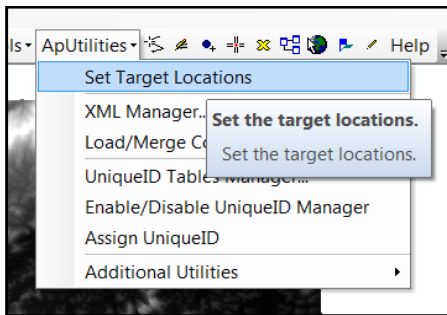 ls ApUtilities Help
Set Target Locations
XML Manager...
Set the target locations.
Load/Merge Co
Set the target locations.
UniqueID Tables Manager...
Enable/Disable UniqueID Manager
Assign UniqueID
Additional Utilities